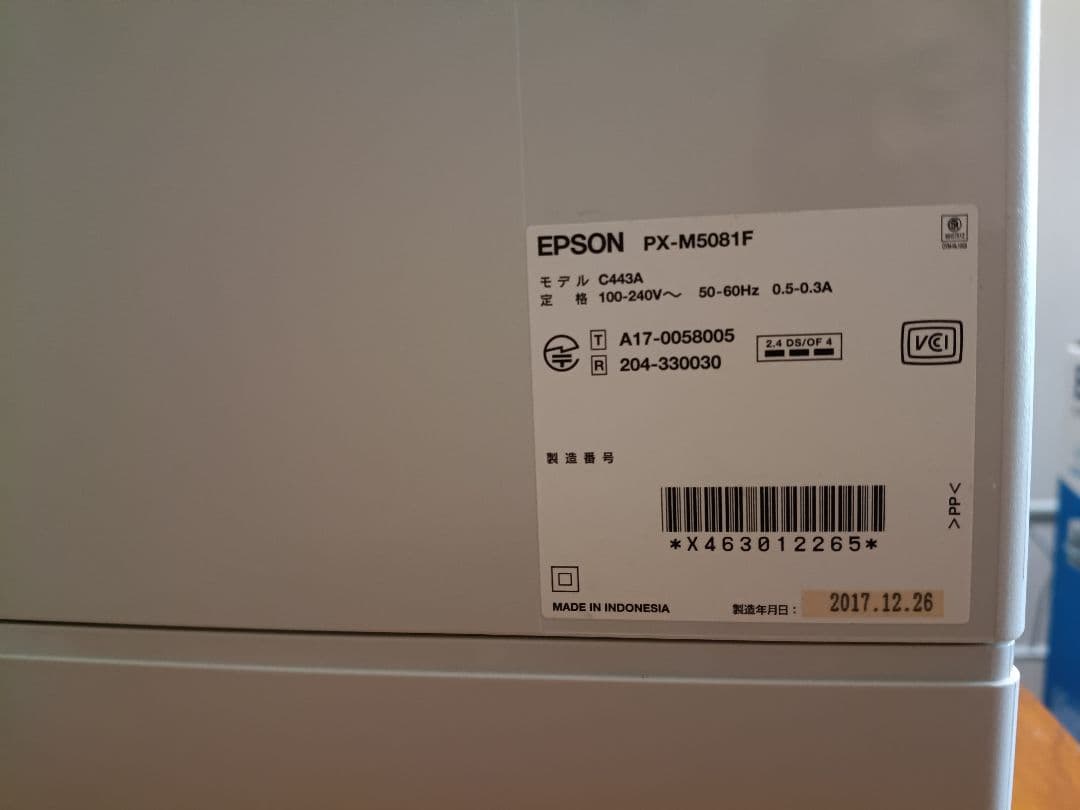 EPSON PX-M5081F
モデル C443A
定格 100-240V～ 50-60Hz 0.5-0.3A
T A17-0058005
R 204-330030
2.4 DS/OF 4
VCI
製造番号
*X463012265*
>PP<
MADE IN INDONESIA
製造年月日： 2017.12.26